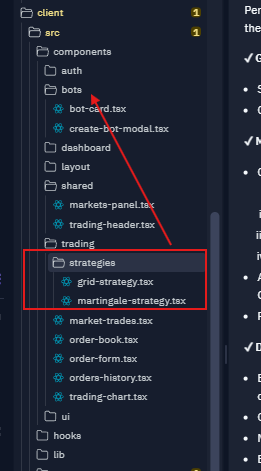 client 1
src 1
components
auth
bots
bot-card.tsx
create-bot-modal.tsx
dashboard
layout
shared
markets-panel.tsx
trading-header.tsx
trading
strategies
grid-strategy.tsx
martingale-strategy.tsx
market-trades.tsx
order-book.tsx
order-form.tsx
orders-history.tsx
trading-chart.tsx
ui
hooks
lib
Per
the